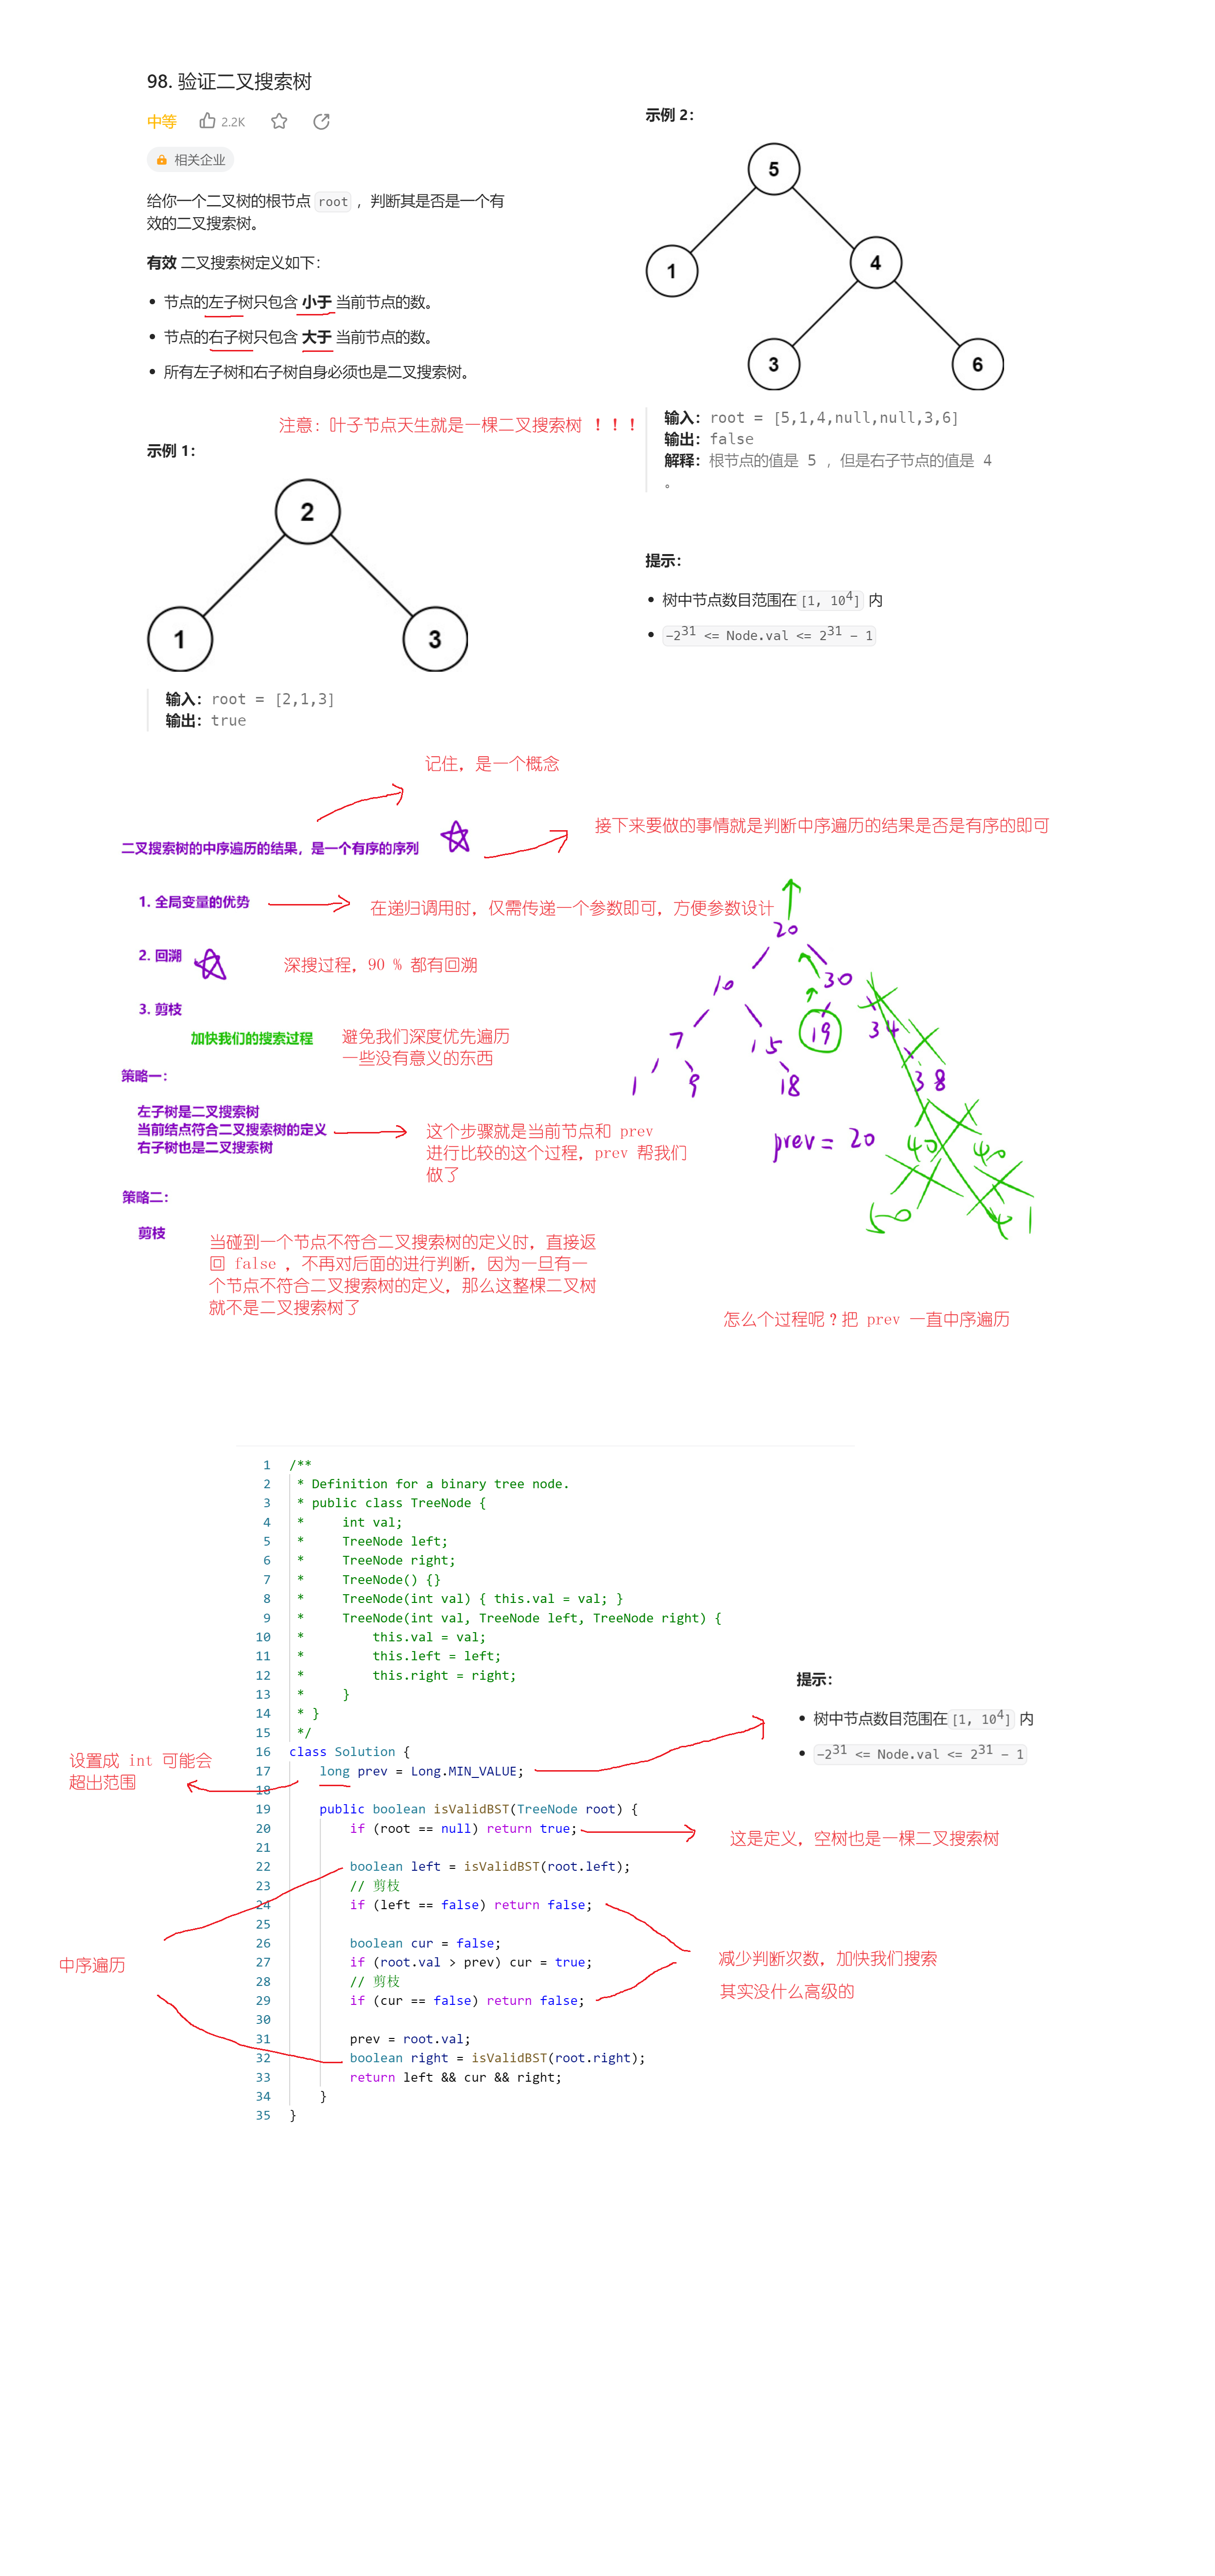 98. 验证二叉搜索树
中等 2.2K
相关企业
给你一个二叉树的根节点 root ，判断其是否是一个有
效的二叉搜索树。
有效 二叉搜索树定义如下：
• 节点的左子树只包含 小于 当前节点的数。
• 节点的右子树只包含 大于 当前节点的数。
• 所有左子树和右子树自身必须也是二叉搜索树。
注意：叶子节点天生就是一棵二叉搜索树 ！！！
示例 1：
2
1
3
输入：root = [2,1,3]
输出：true
示例 2：
5
1
4
3
6
输入：root = [5,1,4,null,null,3,6]
输出：false
解释：根节点的值是 5 ，但是右子节点的值是 4
。
提示：
• 树中节点数目范围在[1, 10^4] 内
• -2^31 <= Node.val <= 2^31 - 1
记住，是一个概念
二叉搜索树的中序遍历的结果，是一个有序的序列
接下来要做的事情就是判断中序遍历的结果是否是有序的即可
1. 全局变量的优势
在递归调用时，仅需传递一个参数即可，方便参数设计
2. 回溯
深搜过程，90 % 都有回溯
3. 剪枝
加快我们的搜索过程
避免我们深度优先遍历
一些没有意义的东西
策略一：
左子树是二叉搜索树
当前结点符合二叉搜索树的定义
右子树也是二叉搜索树
这个步骤就是当前节点和 prev
进行比较的这个过程，prev 帮我们
做了
策略二：
剪枝
当碰到一个节点不符合二叉搜索树的定义时，直接返
回 false ，不再对后面的进行判断，因为一旦有一
个节点不符合二叉搜索树的定义，那么这整棵二叉树
就不是二叉搜索树了
20
10
30
7
15
19
34
1
9
18
38
prev = 20
40
40
50
41
怎么个过程呢？把 prev 一直中序遍历
1 /**
2 * Definition for a binary tree node.
3 * public class TreeNode {
4 * int val;
5 * TreeNode left;
6 * TreeNode right;
7 * TreeNode() {}
8 * TreeNode(int val) { this.val = val; }
9 * TreeNode(int val, TreeNode left, TreeNode right) {
10 * this.val = val;
11 * this.left = left;
12 * this.right = right;
13 * }
14 * }
15 */
16 class Solution {
17 long prev = Long.MIN_VALUE;
18
19 public boolean isValidBST(TreeNode root) {
20 if (root == null) return true;
21
22 boolean left = isValidBST(root.left);
23 // 剪枝
24 if (left == false) return false;
25
26 boolean cur = false;
27 if (root.val > prev) cur = true;
28 // 剪枝
29 if (cur == false) return false;
30
31 prev = root.val;
32 boolean right = isValidBST(root.right);
33 return left && cur && right;
34 }
35 }
设置成 int 可能会
超出范围
中序遍历
提示：
• 树中节点数目范围在[1, 10^4] 内
• -2^31 <= Node.val <= 2^31 - 1
这是定义，空树也是一棵二叉搜索树
减少判断次数，加快我们搜索
其实没什么高级的